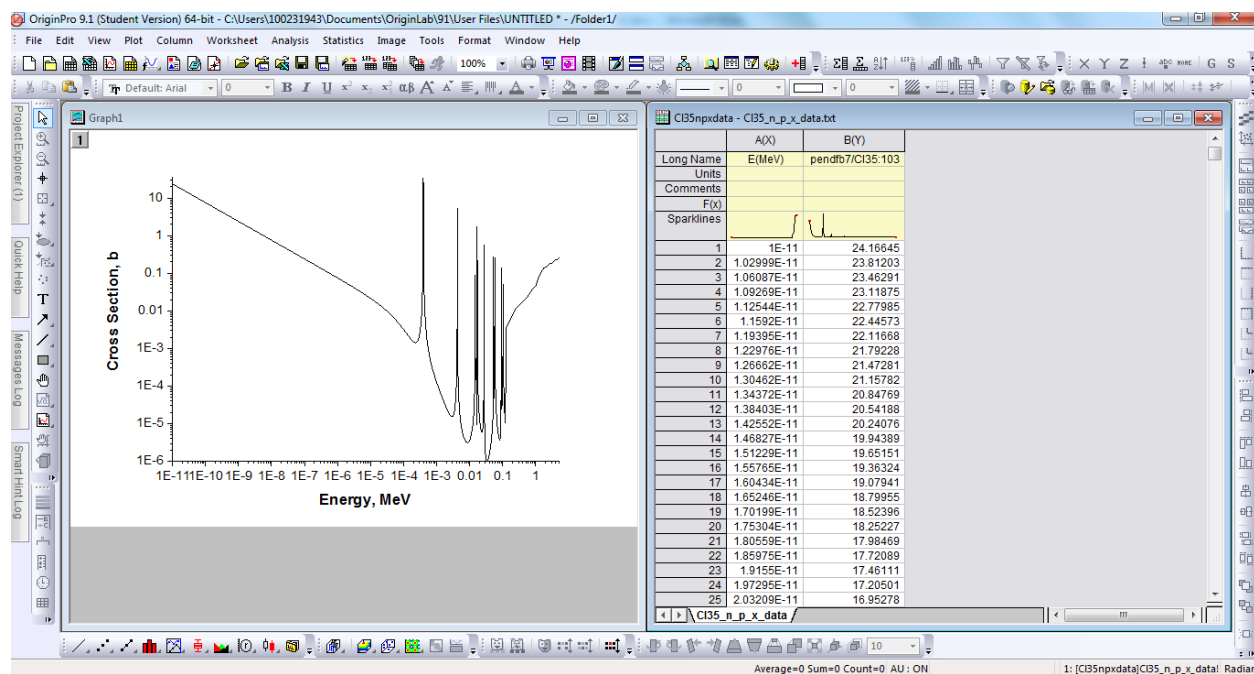 OriginPro 9.1 (Student Version) 64-bit - C:\Users\100231943\Documents\OriginLab\91\User Files\UNTITLED * - /Folder1/
File Edit View Plot Column Worksheet Analysis Statistics Image Tools Format Window Help
100%
X Y Z
G S
Default: Arial 0 B I U
0 0
Project Explorer (1)
Quick Help
Messages Log
Smart Hint Log
Graph1
1
Cross Section, b
10
1
0.1
0.01
1E-3
1E-4
1E-5
1E-6
1E-11 1E-10 1E-9 1E-8 1E-7 1E-6 1E-5 1E-4 1E-3 0.01 0.1 1
Energy, MeV
Cl35npxdata - Cl35_n_p_x_data.txt
A(X) B(Y)
Long Name E(MeV) pendfb7/Cl35:103
Units
Comments
F(x)
Sparklines
1 1E-11 24.16645
2 1.02999E-11 23.81203
3 1.06087E-11 23.46291
4 1.09269E-11 23.11875
5 1.12544E-11 22.77985
6 1.1592E-11 22.44573
7 1.19395E-11 22.11668
8 1.22976E-11 21.79228
9 1.26662E-11 21.47281
10 1.30462E-11 21.15782
11 1.34372E-11 20.84769
12 1.38403E-11 20.54188
13 1.42552E-11 20.24076
14 1.46827E-11 19.94389
15 1.51229E-11 19.65151
16 1.55765E-11 19.36324
17 1.60434E-11 19.07941
18 1.65246E-11 18.79955
19 1.70199E-11 18.52396
20 1.75304E-11 18.25227
21 1.80559E-11 17.98469
22 1.85975E-11 17.72089
23 1.9155E-11 17.46111
24 1.97295E-11 17.20501
25 2.03209E-11 16.95278
Cl35_n_p_x_data
10
Average=0 Sum=0 Count=0 AU : ON
1: [Cl35npxdata]Cl35_n_p_x_data! Radian